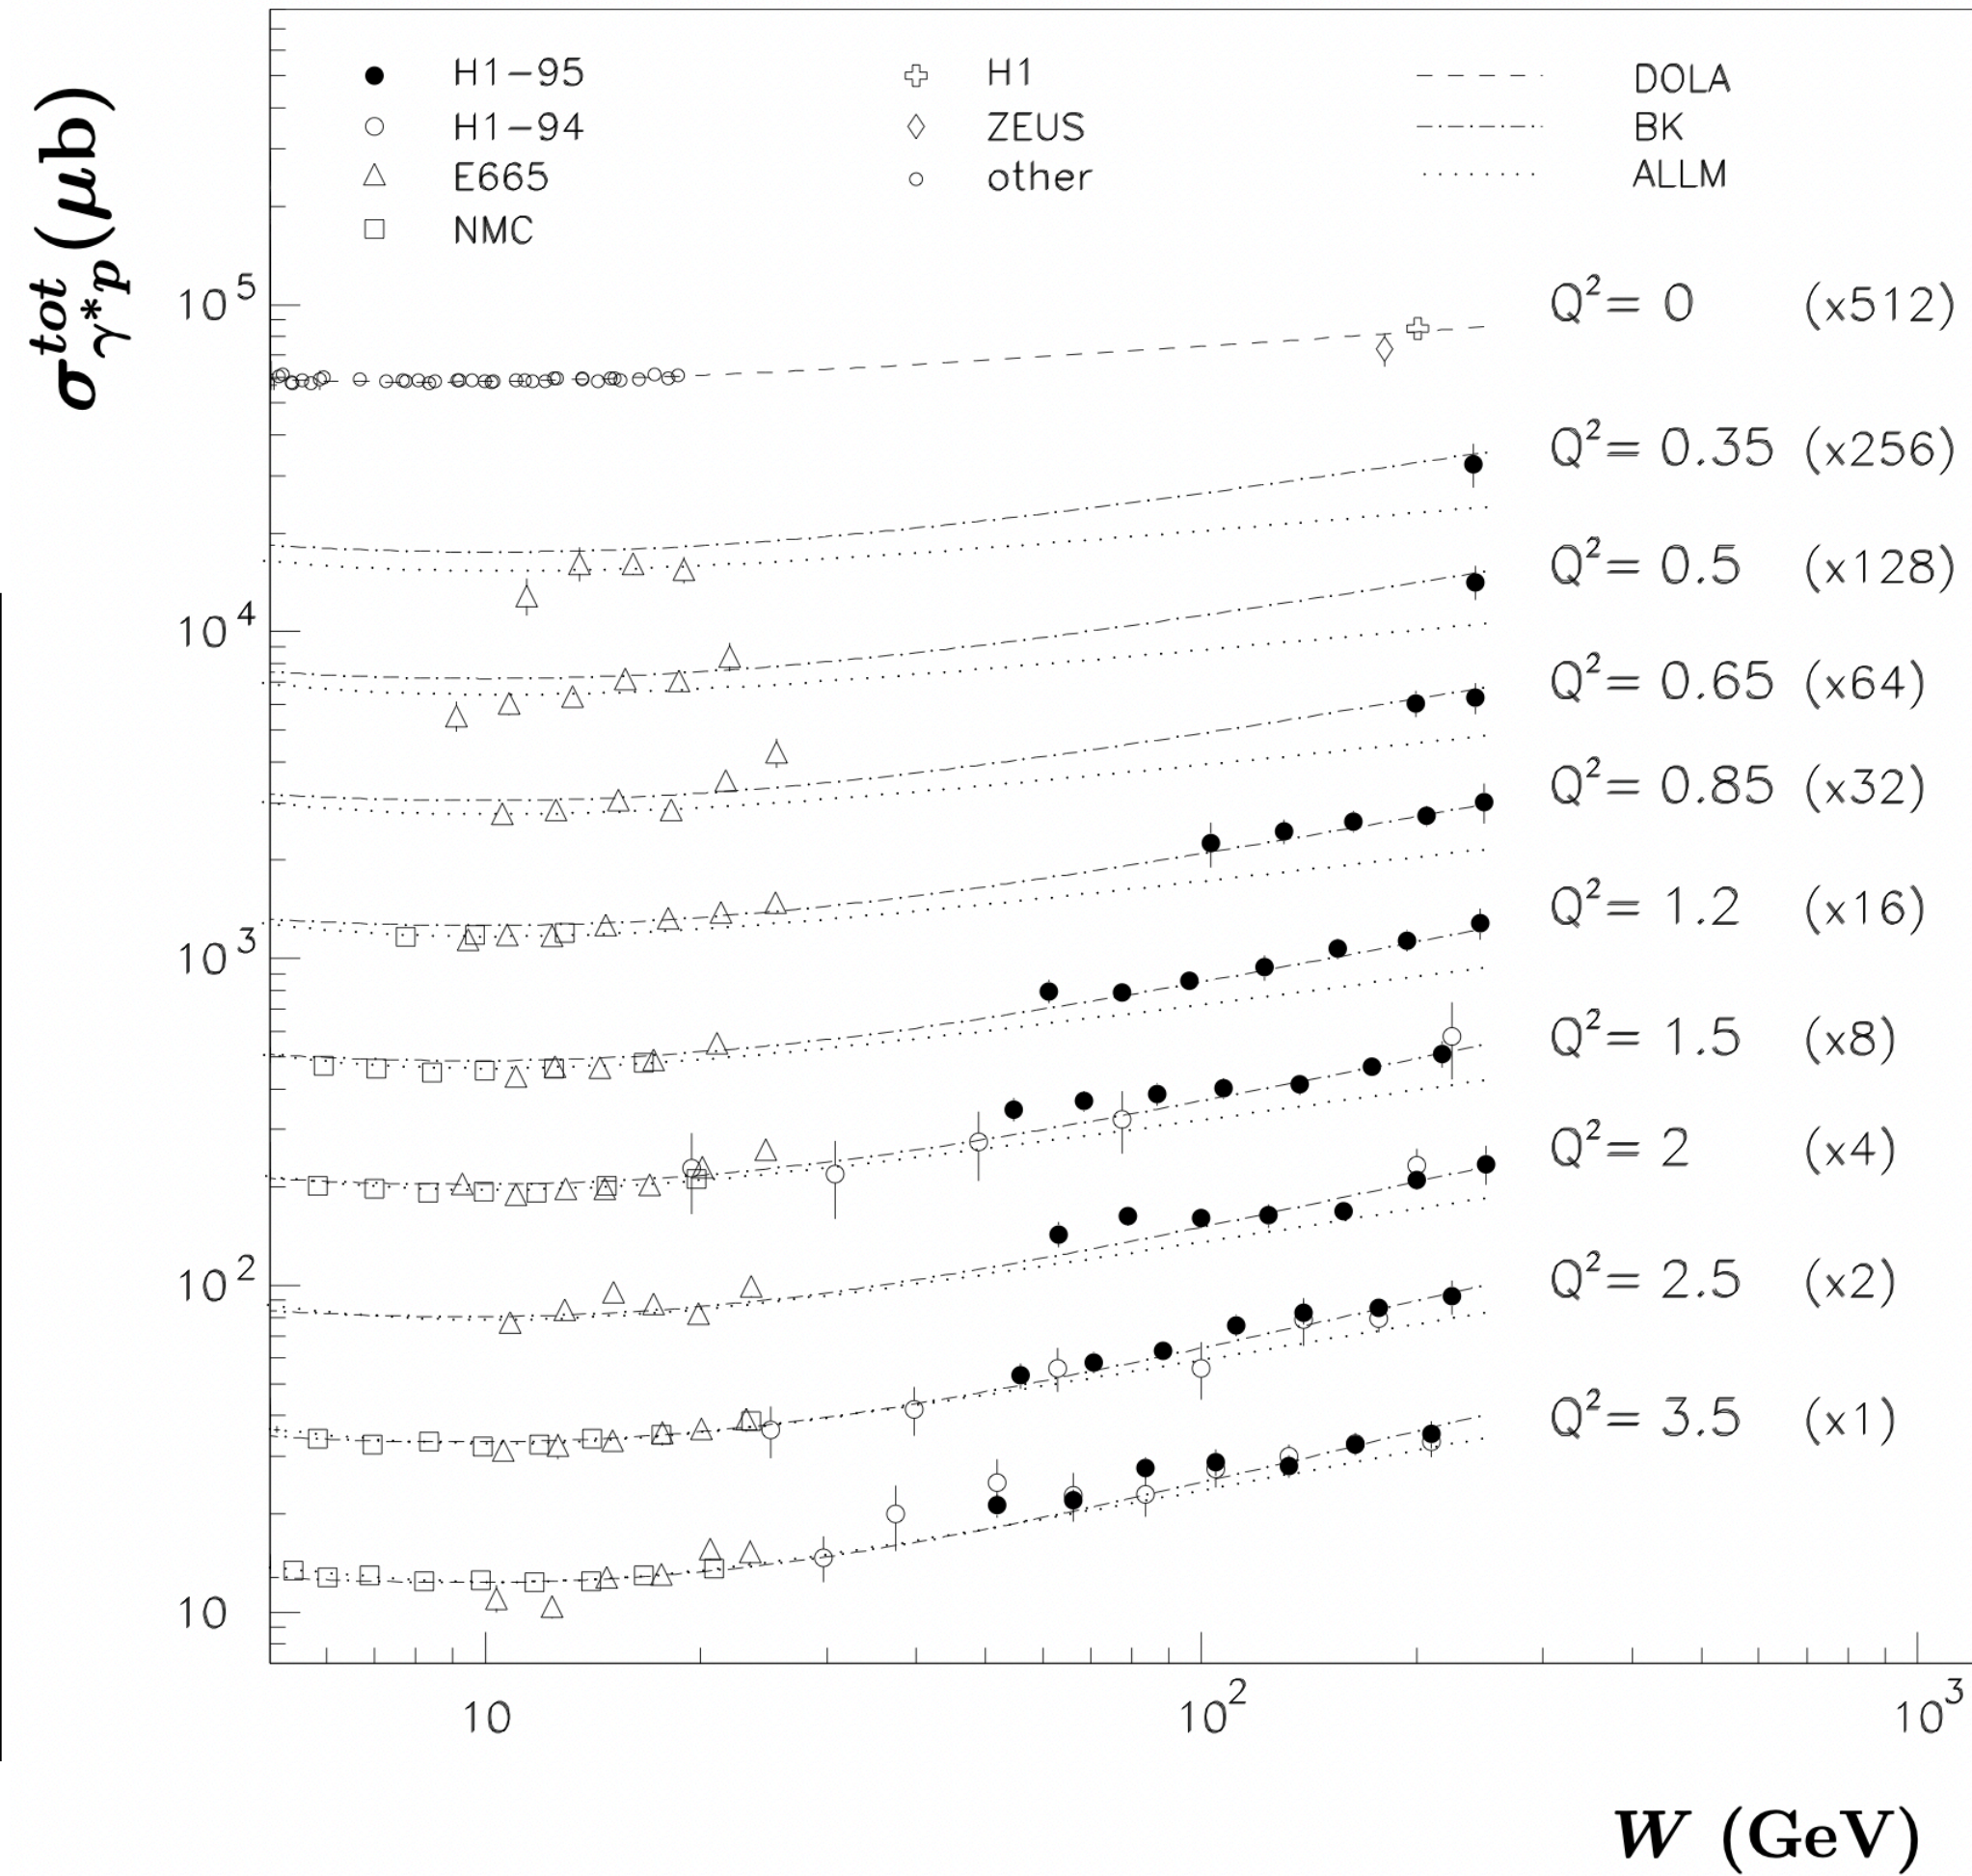 σ^{tot}_{γ*p} (μb)
H1-95 H1 DOLA
H1-94 ZEUS BK
E665 other ALLM
NMC
10^5 Q²= 0 (x512)
Q²= 0.35 (x256)
Q²= 0.5 (x128)
10^4
Q²= 0.65 (x64)
Q²= 0.85 (x32)
Q²= 1.2 (x16)
10^3
Q²= 1.5 (x8)
Q²= 2 (x4)
10^2 Q²= 2.5 (x2)
Q²= 3.5 (x1)
10
10 10^2 10^3
W (GeV)